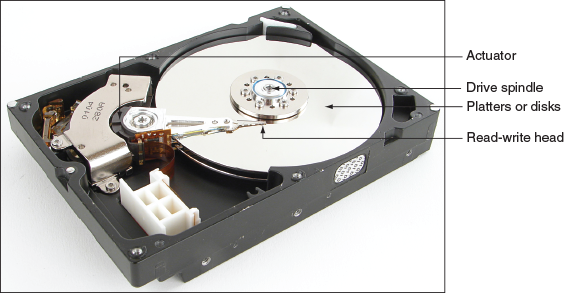 Actuator
Drive spindle
Platters or disks
Read-write head